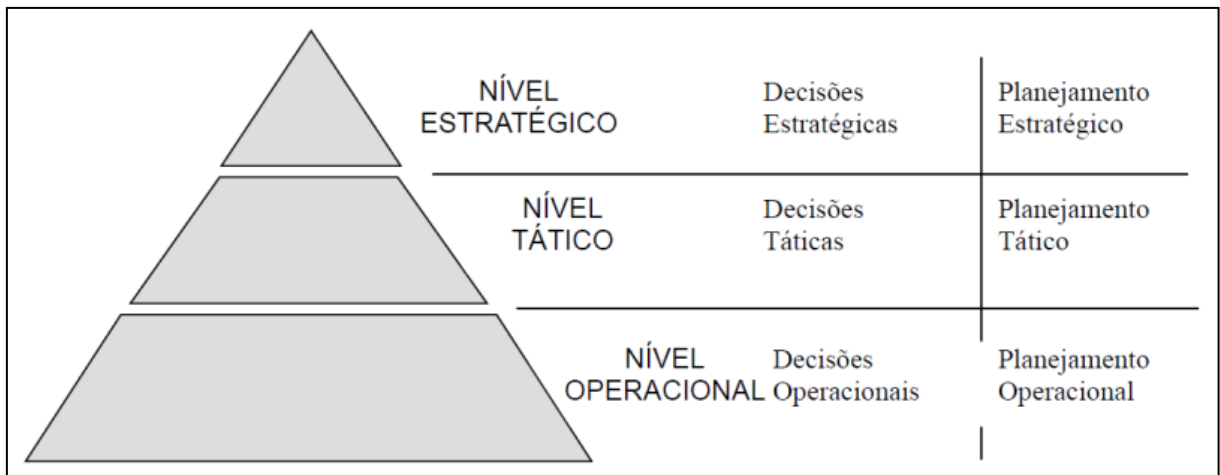 NÍVEL
ESTRATÉGICO
Decisões
Estratégicas
Planejamento
Estratégico
NÍVEL
TÁTICO
Decisões
Táticas
Planejamento
Tático
NÍVEL
OPERACIONAL
Decisões
Operacionais
Planejamento
Operacional